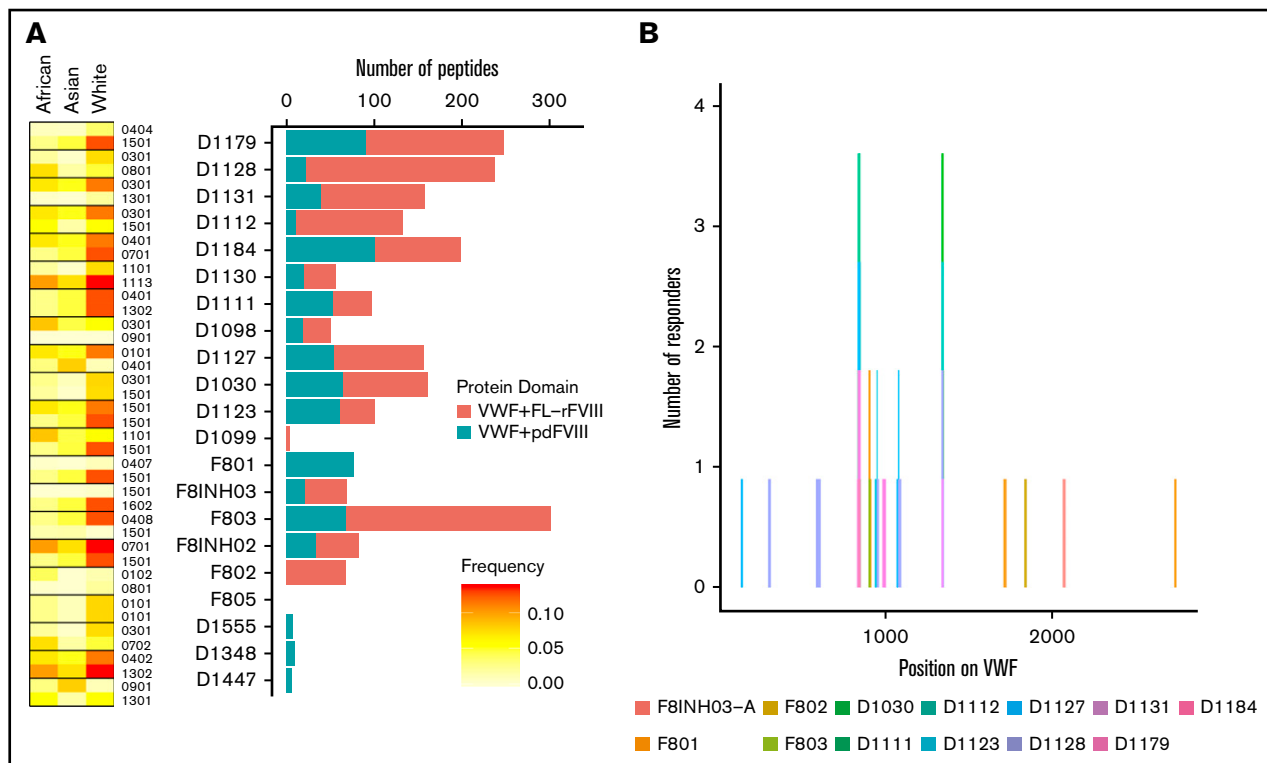 A
African
Asian
White
0404
1501
0301
0801
0301
1301
0301
1501
0401
0701
1101
1113
0401
1302
0301
0901
0101
0401
0301
1501
1501
1501
1101
1501
0407
1501
1501
1602
0408
1501
0701
1501
0102
0801
0101
0101
0301
0702
0402
1302
0901
1301
Number of peptides
0 100 200 300
D1179
D1128
D1131
D1112
D1184
D1130
D1111
D1098
D1127
D1030
D1123
D1099
F801
F8INH03
F803
F8INH02
F802
F805
D1555
D1348
D1447
Protein Domain
VWF+FL–rFVIII
VWF+pdFVIII
Frequency
0.10
0.05
0.00
B
Number of responders
4
3
2
1
0
1000 2000
Position on VWF
F8INH03–A F802 D1030 D1112 D1127 D1131 D1184
F801 F803 D1111 D1123 D1128 D1179